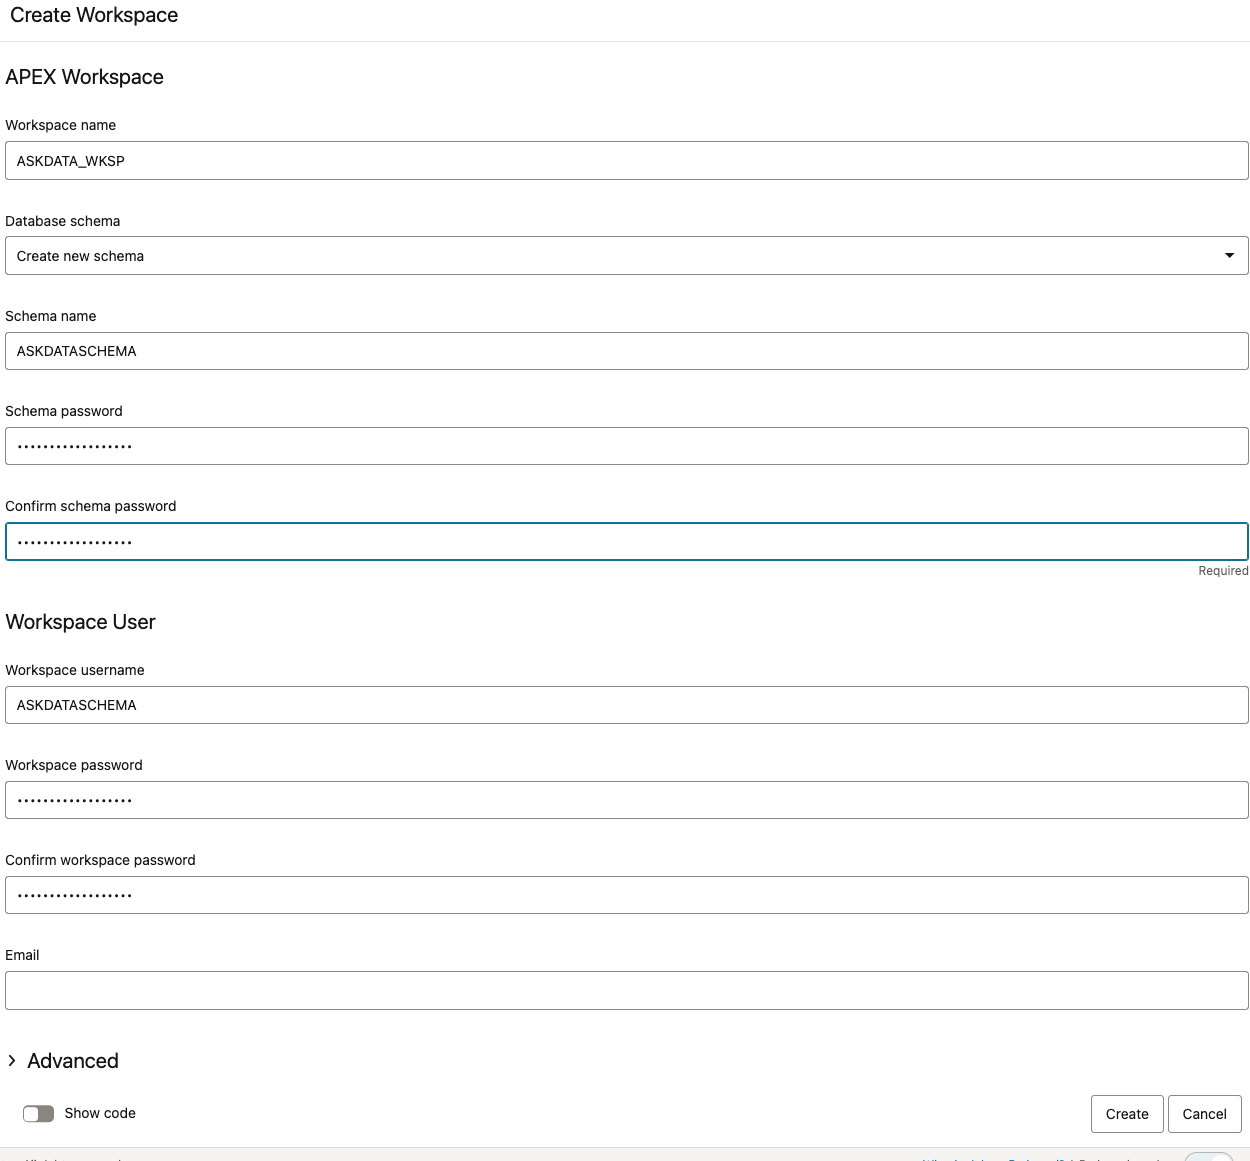 Create Workspace
APEX Workspace
Workspace name
ASKDATA_WKSP
Database schema
Create new schema
Schema name
ASKDATASCHEMA
Schema password
••••••••••••••••••
Confirm schema password
••••••••••••••••••
Required
Workspace User
Workspace username
ASKDATASCHEMA
Workspace password
••••••••••••••••••
Confirm workspace password
••••••••••••••••••
Email
Advanced
Show code
Create
Cancel